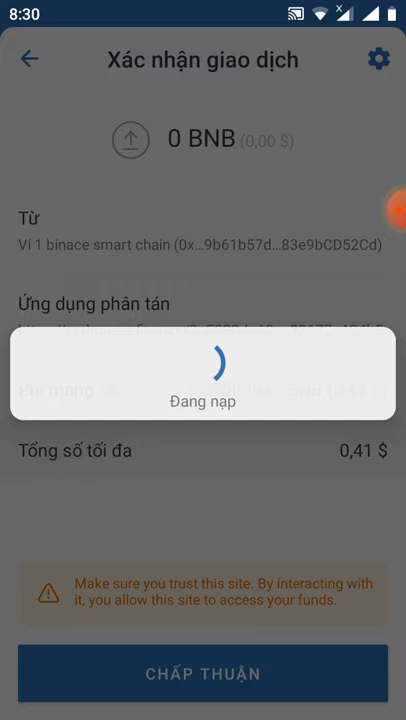 8:30
Xác nhận giao dịch
0 BNB (0,00 $)
Từ
Ví 1 binace smart chain (0x...9b61b57d...83e9bCD52Cd)
Ứng dụng phân tán
Đang nạp
Phí mạng
Tổng số tối đa 0,41 $
Make sure you trust this site. By interacting with
it, you allow this site to access your funds.
CHẤP THUẬN